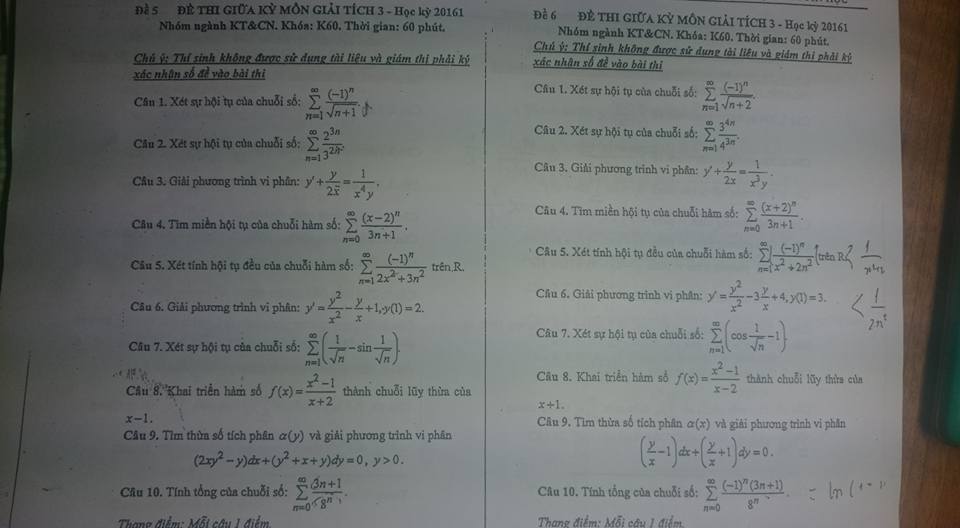 Đề 5 ĐỀ THI GIỮA KỲ MÔN GIẢI TÍCH 3 - Học kỳ 20161
Nhóm ngành KT&CN. Khóa: K60. Thời gian: 60 phút.
Chú ý: Thí sinh không được sử dụng tài liệu và giám thị phải ký
xác nhận số đề vào bài thi
Câu 1. Xét sự hội tụ của chuỗi số: $\sum_{n=1}^{\infty} \frac{(-1)^n}{\sqrt{n+1}}$.
Câu 2. Xét sự hội tụ của chuỗi số: $\sum_{n=1}^{\infty} \frac{2^{3n}}{3^{2n}}$.
Câu 3. Giải phương trình vi phân: $y' + \frac{y}{2x} = \frac{1}{x^4 y}$.
Câu 4. Tìm miền hội tụ của chuỗi hàm số: $\sum_{n=0}^{\infty} \frac{(x-2)^n}{3n+1}$.
Câu 5. Xét tính hội tụ đều của chuỗi hàm số: $\sum_{n=1}^{\infty} \frac{(-1)^n}{2x^2+3n^2}$ trên R.
Câu 6. Giải phương trình vi phân: $y' = \frac{y^2}{x^2} - \frac{y}{x} + 1, y(1) = 2$.
Câu 7. Xét sự hội tụ của chuỗi số: $\sum_{n=1}^{\infty} \left(\frac{1}{\sqrt{n}} - \sin\frac{1}{\sqrt{n}}\right)$.
Câu 8. Khai triển hàm số $f(x) = \frac{x^2-1}{x+2}$ thành chuỗi lũy thừa của
x−1.
Câu 9. Tìm thừa số tích phân α(y) và giải phương trình vi phân
$(2xy^2 - y)dx + (y^2 + x + y)dy = 0, y > 0$.
Câu 10. Tính tổng của chuỗi số: $\sum_{n=0}^{\infty} \frac{3n+1}{8^n}$.
Thang điểm: Mỗi câu 1 điểm.
Đề 6 ĐỀ THI GIỮA KỲ MÔN GIẢI TÍCH 3 - Học kỳ 20161
Nhóm ngành KT&CN. Khóa: K60. Thời gian: 60 phút.
Chú ý: Thí sinh không được sử dụng tài liệu và giám thị phải ký
xác nhận số đề vào bài thi
Câu 1. Xét sự hội tụ của chuỗi số: $\sum_{n=1}^{\infty} \frac{(-1)^n}{\sqrt{n+2}}$.
Câu 2. Xét sự hội tụ của chuỗi số: $\sum_{n=1}^{\infty} \frac{3^{4n}}{4^{3n}}$.
Câu 3. Giải phương trình vi phân: $y' + \frac{y}{2x} = \frac{1}{x^3 y}$.
Câu 4. Tìm miền hội tụ của chuỗi hàm số: $\sum_{n=0}^{\infty} \frac{(x+2)^n}{3n+1}$.
Câu 5. Xét tính hội tụ đều của chuỗi hàm số: $\sum_{n=1}^{\infty} \frac{(-1)^n}{x^2+2n^2}$ trên R.
Câu 6. Giải phương trình vi phân: $y' = \frac{y^2}{x^2} - 3\frac{y}{x} + 4, y(1) = 3$.
$< \frac{1}{2n^2}$
Câu 7. Xét sự hội tụ của chuỗi số: $\sum_{n=1}^{\infty} \left(\cos\frac{1}{\sqrt{n}} - 1\right)$.
Câu 8. Khai triển hàm số $f(x) = \frac{x^2-1}{x-2}$ thành chuỗi lũy thừa của
x+1.
Câu 9. Tìm thừa số tích phân α(x) và giải phương trình vi phân
$\left(\frac{y}{x} - 1\right)dx + \left(\frac{y}{x} + 1\right)dy = 0$.
Câu 10. Tính tổng của chuỗi số: $\sum_{n=0}^{\infty} \frac{(-1)^n(3n+1)}{8^n}$. = ln(
Thang điểm: Mỗi câu 1 điểm.